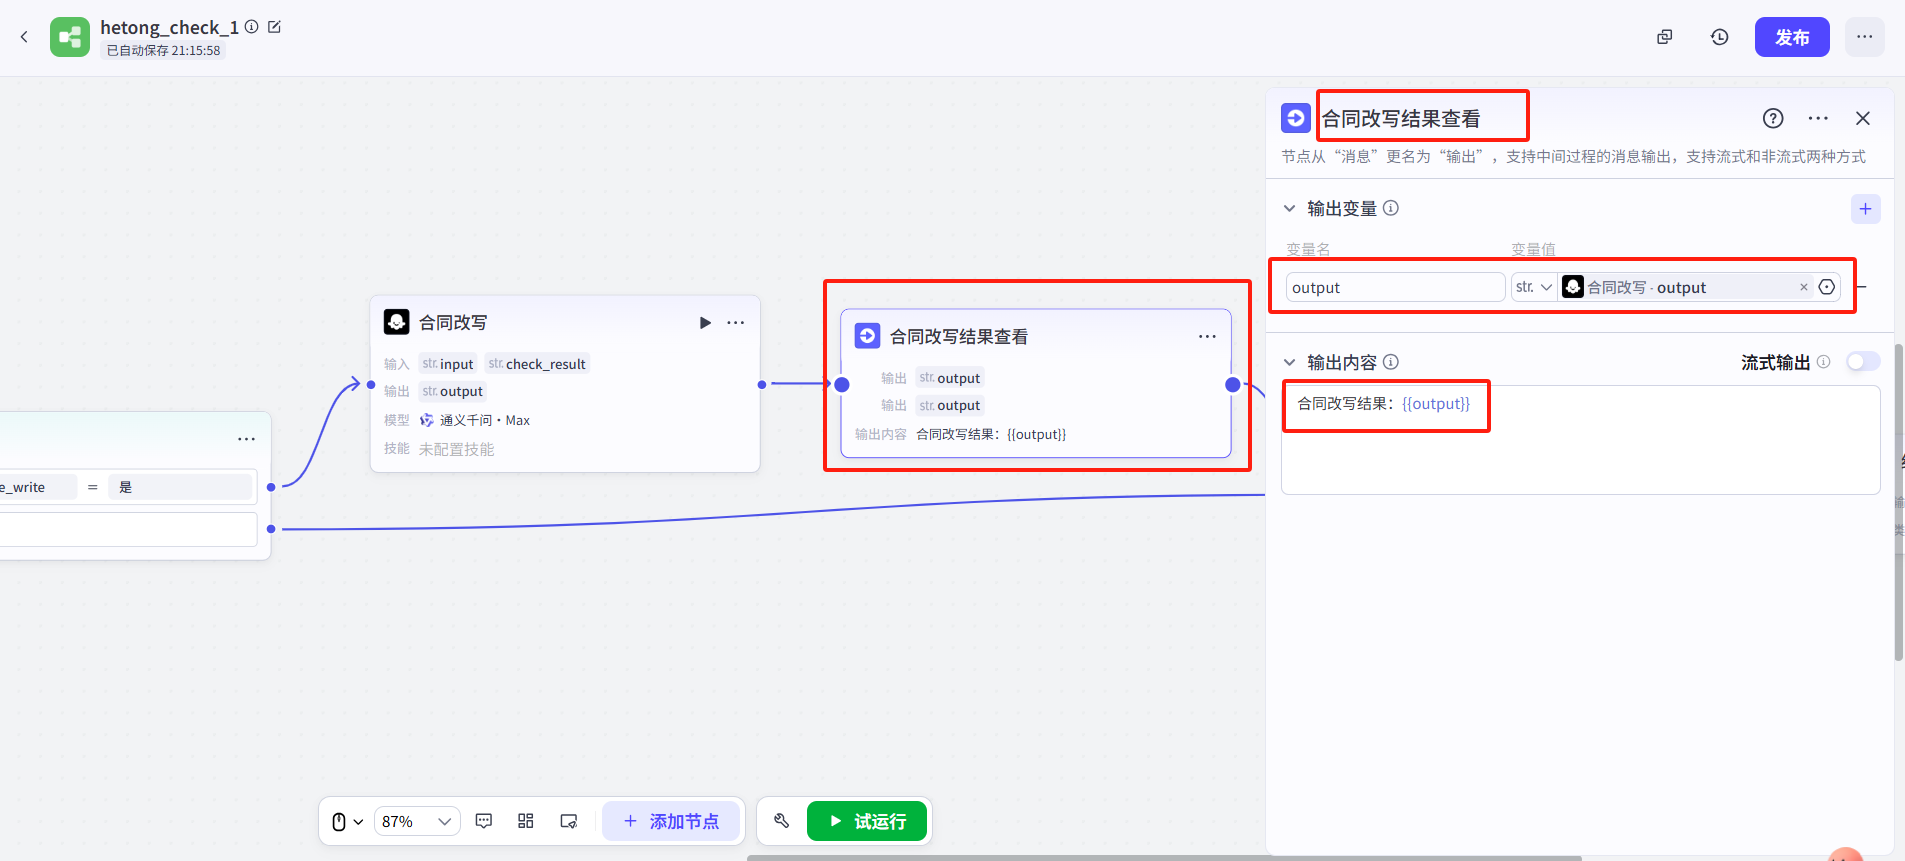 hetong_check_1
已自动保存 21:15:58
发布
e_write = 是
合同改写
输入 str. input str. check_result
输出 str. output
模型 通义千问·Max
技能 未配置技能
合同改写结果查看
输出 str. output
输出 str. output
输出内容 合同改写结果：{{output}}
合同改写结果查看
节点从“消息”更名为“输出”，支持中间过程的消息输出，支持流式和非流式两种方式
输出变量
变量名 变量值
output str. 合同改写 - output
输出内容 流式输出
合同改写结果：{{output}}
87%
添加节点
试运行